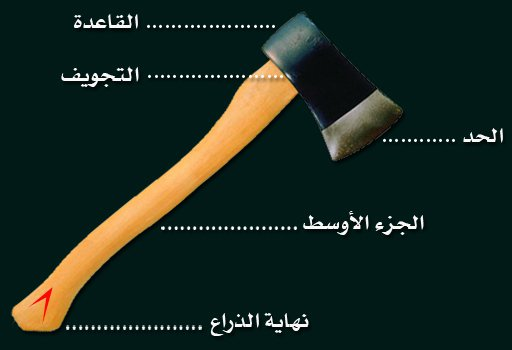 القاعدة .....................
التجويف .......................
الحد ............
الجزء الأوسط ......................
نهاية الذراع ......................